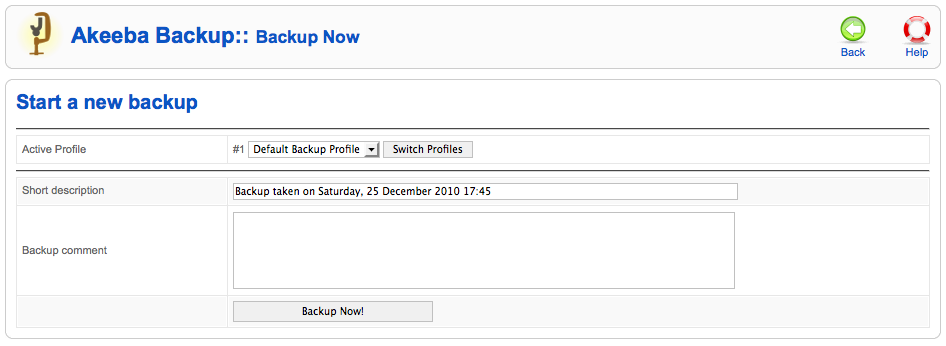 Akeeba Backup:: Backup Now
Back
Help
Start a new backup
Active Profile
#1 Default Backup Profile Switch Profiles
Short description
Backup taken on Saturday, 25 December 2010 17:45
Backup comment
Backup Now!